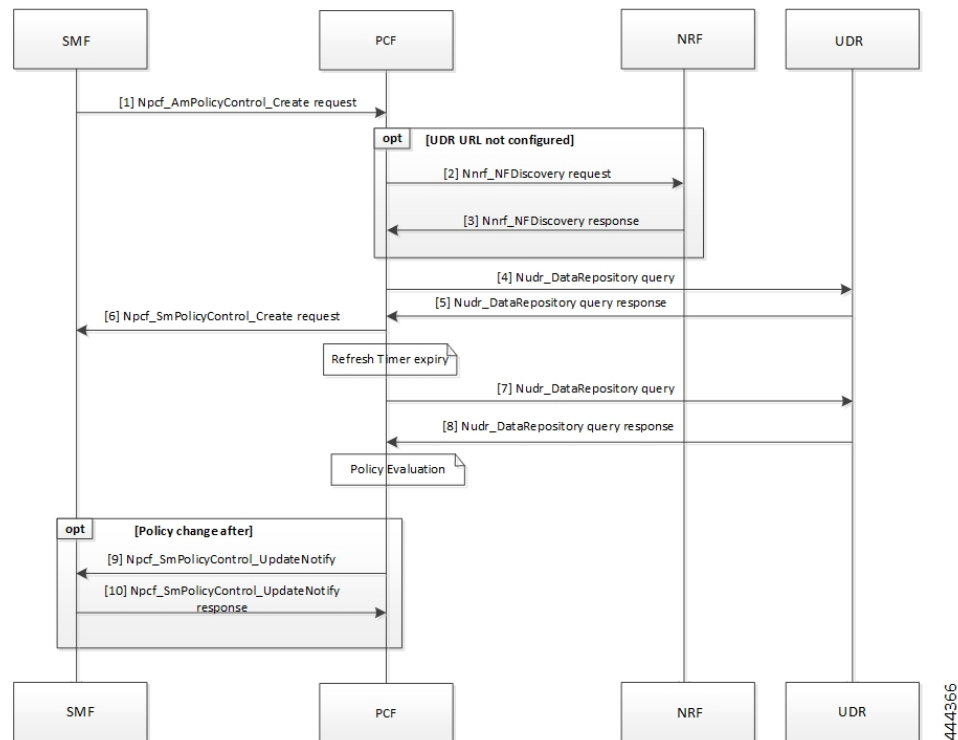 SMF
PCF
NRF
UDR
[1] Npcf_AmPolicyControl_Create request
opt
[UDR URL not configured]
[2] Nnrf_NFDiscovery request
[3] Nnrf_NFDiscovery response
[4] Nudr_DataRepository query
[5] Nudr_DataRepository query response
[6] Npcf_SmPolicyControl_Create request
Refresh Timer expiry
[7] Nudr_DataRepository query
[8] Nudr_DataRepository query response
Policy Evaluation
opt
[Policy change after]
[9] Npcf_SmPolicyControl_UpdateNotify
[10] Npcf_SmPolicyControl_UpdateNotify
response
SMF
PCF
NRF
UDR
444366